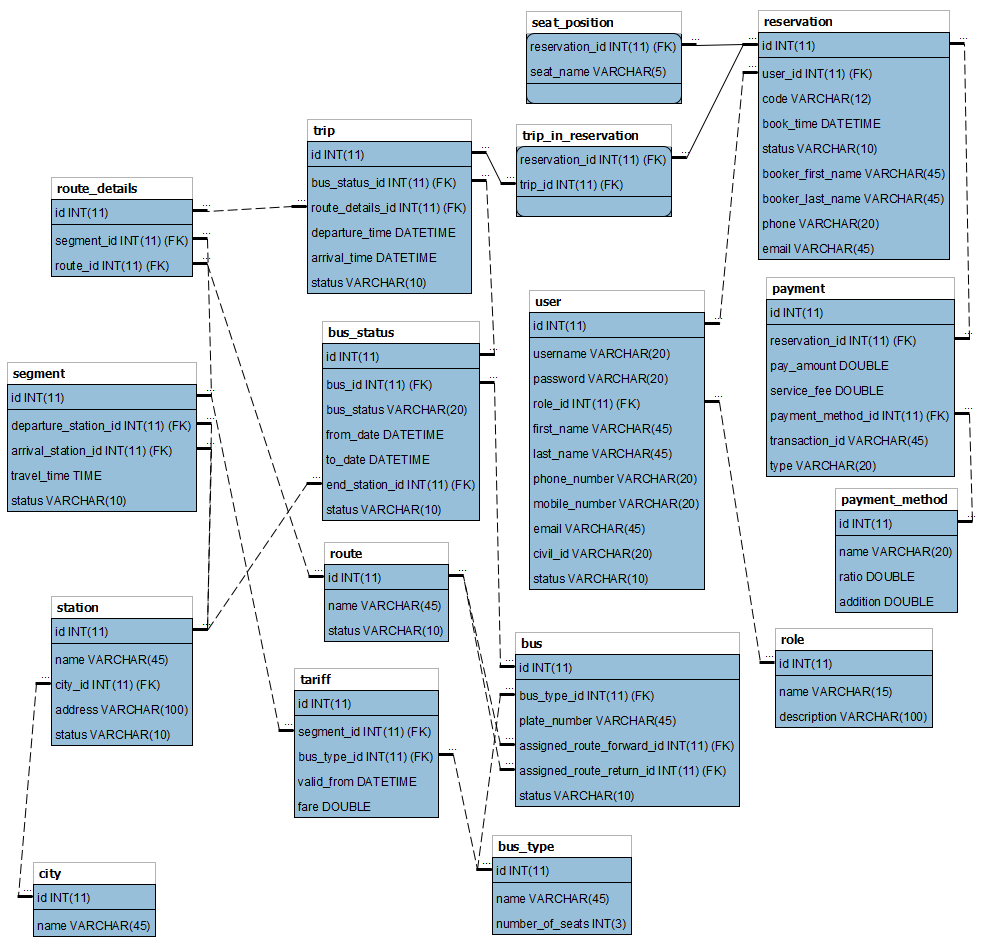 seat_position
reservation_id INT(11) (FK)
seat_name VARCHAR(5)
reservation
id INT(11)
user_id INT(11) (FK)
code VARCHAR(12)
book_time DATETIME
status VARCHAR(10)
booker_first_name VARCHAR(45)
booker_last_name VARCHAR(45)
phone VARCHAR(20)
email VARCHAR(45)
trip
id INT(11)
bus_status_id INT(11) (FK)
route_details_id INT(11) (FK)
departure_time DATETIME
arrival_time DATETIME
status VARCHAR(10)
trip_in_reservation
reservation_id INT(11) (FK)
trip_id INT(11) (FK)
route_details
id INT(11)
segment_id INT(11) (FK)
route_id INT(11) (FK)
payment
id INT(11)
reservation_id INT(11) (FK)
pay_amount DOUBLE
service_fee DOUBLE
payment_method_id INT(11) (FK)
transaction_id VARCHAR(45)
type VARCHAR(20)
user
id INT(11)
username VARCHAR(20)
password VARCHAR(20)
role_id INT(11) (FK)
first_name VARCHAR(45)
last_name VARCHAR(45)
phone_number VARCHAR(20)
mobile_number VARCHAR(20)
email VARCHAR(45)
civil_id VARCHAR(20)
status VARCHAR(10)
bus_status
id INT(11)
bus_id INT(11) (FK)
bus_status VARCHAR(20)
from_date DATETIME
to_date DATETIME
end_station_id INT(11) (FK)
status VARCHAR(10)
segment
id INT(11)
departure_station_id INT(11) (FK)
arrival_station_id INT(11) (FK)
travel_time TIME
status VARCHAR(10)
payment_method
id INT(11)
name VARCHAR(20)
ratio DOUBLE
addition DOUBLE
route
id INT(11)
name VARCHAR(45)
status VARCHAR(10)
station
id INT(11)
name VARCHAR(45)
city_id INT(11) (FK)
address VARCHAR(100)
status VARCHAR(10)
bus
id INT(11)
bus_type_id INT(11) (FK)
plate_number VARCHAR(45)
assigned_route_forward_id INT(11) (FK)
assigned_route_return_id INT(11) (FK)
status VARCHAR(10)
role
id INT(11)
name VARCHAR(15)
description VARCHAR(100)
tariff
id INT(11)
segment_id INT(11) (FK)
bus_type_id INT(11) (FK)
valid_from DATETIME
fare DOUBLE
bus_type
id INT(11)
name VARCHAR(45)
number_of_seats INT(3)
city
id INT(11)
name VARCHAR(45)